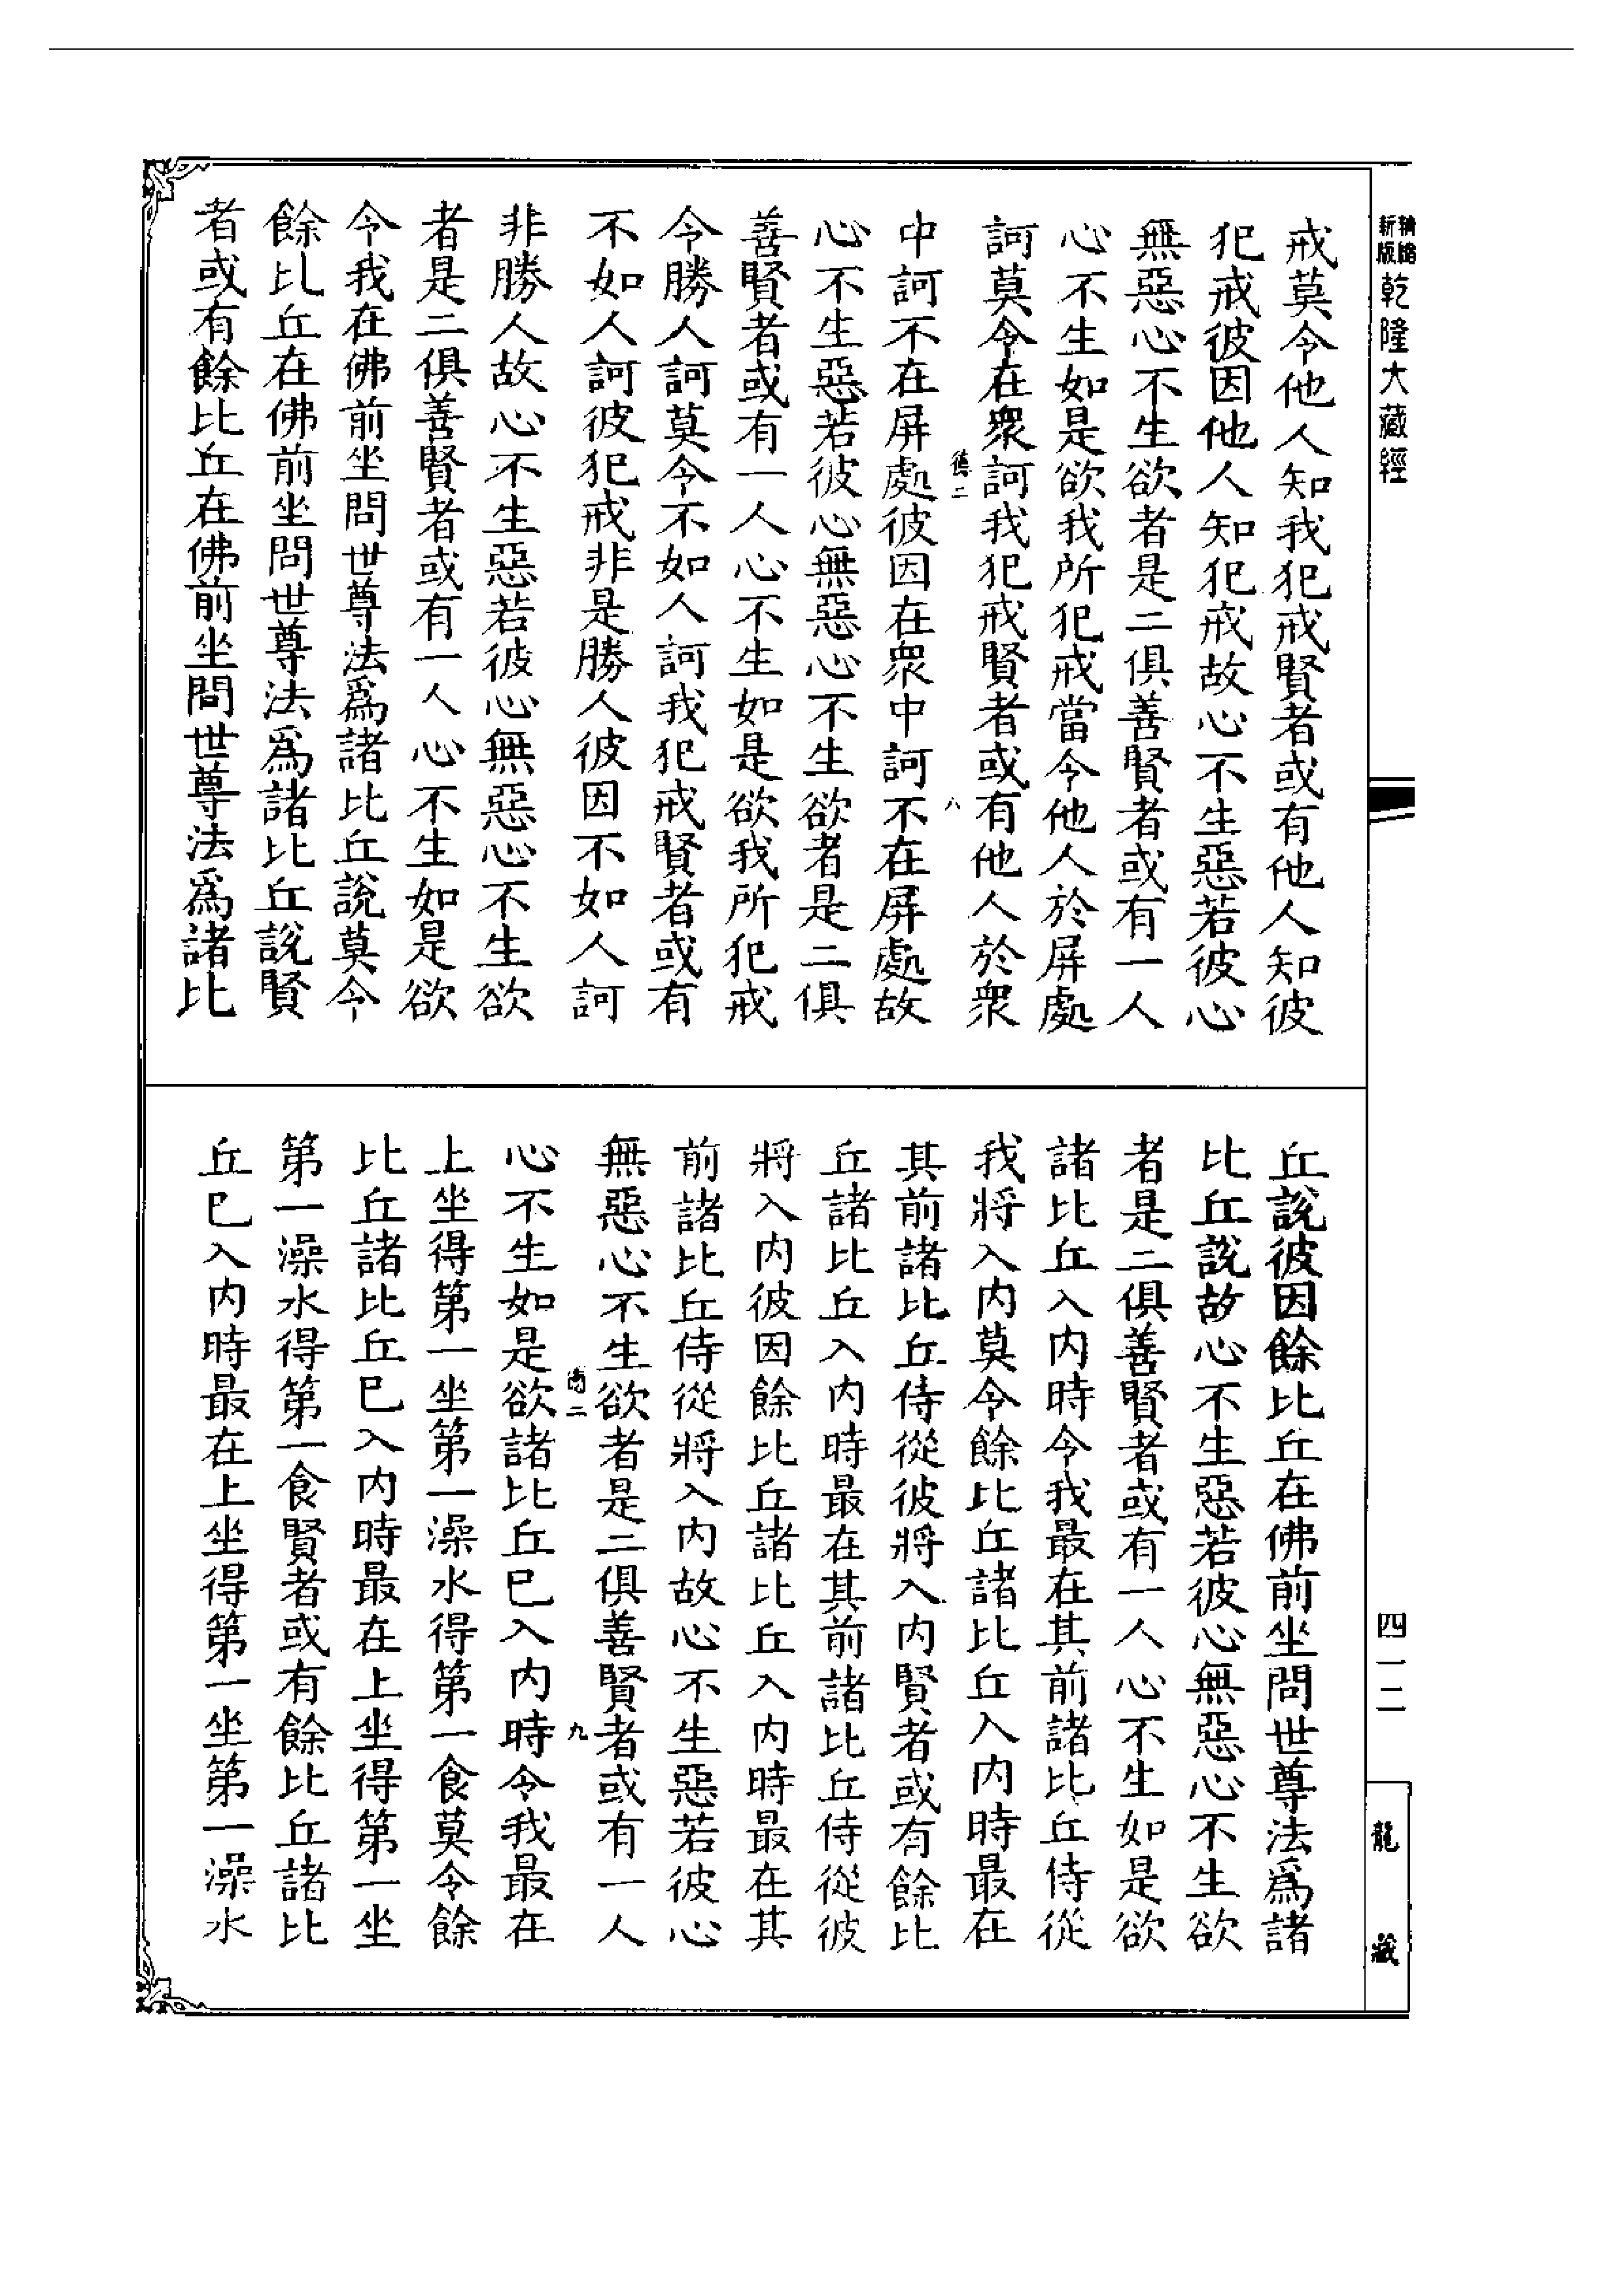 新版
乾隆大藏經
戒莫令他人知我犯戒賢者或有他人知彼
犯戒彼因他人知犯戒故心不生惡若彼心
無惡心不生欲者是二俱善賢者或有一人
心不生如是欲我所犯戒當令他人於屏處
訶莫令在衆訶我犯戒賢者或有他人於衆
德二
八
中訶不在屏處彼因在衆中訶不在屏處故
心不生惡若彼心無惡心不生欲者是二俱
善賢者或有一人心不生如是欲我所犯戒
令勝人訶莫令不如人訶我犯戒賢者或有
不如人訶彼犯戒非是勝人彼因不如人訶
非勝人故心不生惡若彼心無惡心不生欲
者是二俱善賢者或有一人心不生如是欲
令我在佛前坐問世尊法爲諸比丘說莫令
餘比丘在佛前坐問世尊法爲諸比丘說賢
者或有餘比丘在佛前坐問世尊法爲諸比
丘說彼因餘比丘在佛前坐問世尊法爲諸
比丘說故心不生惡若彼心無惡心不生欲
者是二俱善賢者或有一人心不生如是欲
諸比丘入內時令我最在其前諸比丘侍從
我將入內莫令餘比丘諸比丘入內時最在
其前諸比丘侍從彼將入內賢者或有餘比
丘諸比丘入內時最在其前諸比丘侍從彼
將入內彼因餘比丘諸比丘入內時最在其
前諸比丘侍從將入內故心不生惡若彼心
無惡心不生欲者是二俱善賢者或有一人
二
九
心不生如是欲諸比丘已入內時令我最在
上坐得第一坐第一澡水得第一食莫令餘
比丘諸比丘已入內時最在上坐得第一坐
第一澡水得第一食賢者或有餘比丘諸比
丘已入內時最在上坐得第一坐第一澡水
四一二
龍藏